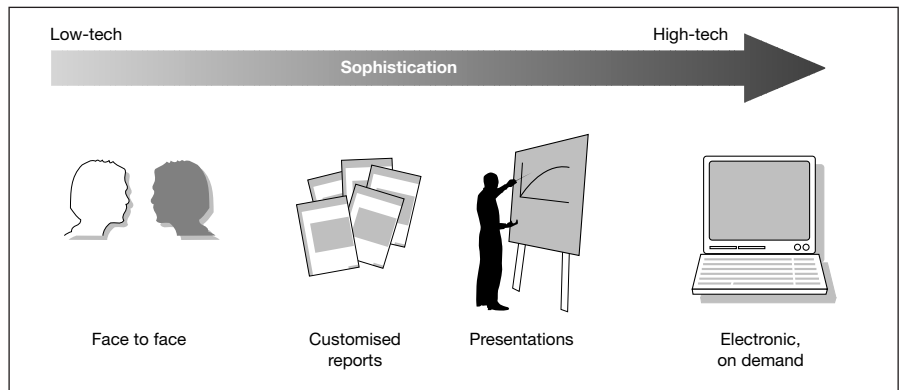 Low-tech
High-tech
Sophistication
Face to face
Customised
reports
Presentations
Electronic,
on demand